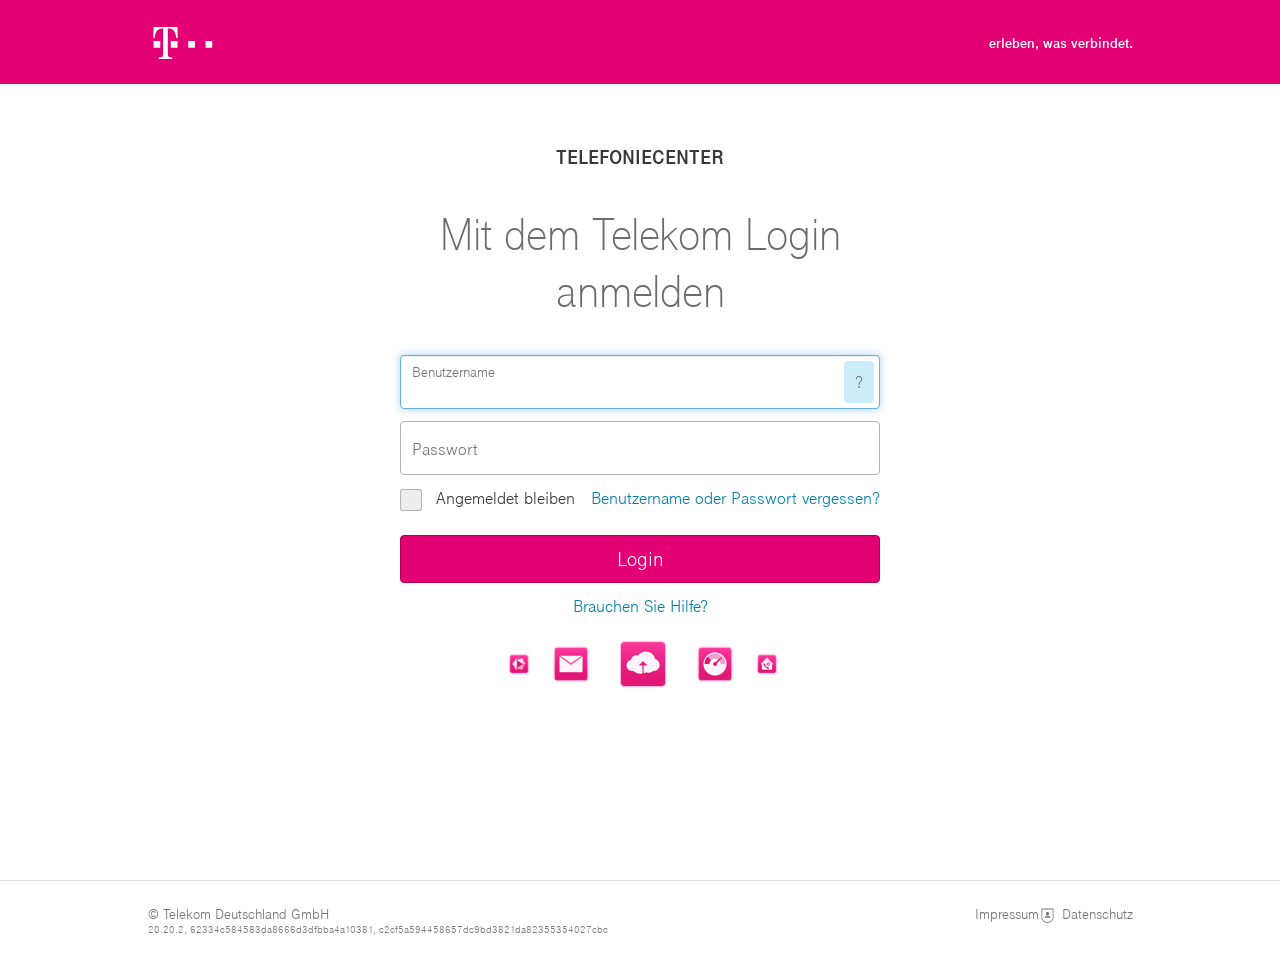 T
erleben, was verbindet.
TELEFONIECENTER
Mit dem Telekom Login
anmelden
Benutzername
?
Passwort
Angemeldet bleiben
Benutzername oder Passwort vergessen?
Login
Brauchen Sie Hilfe?
© Telekom Deutschland GmbH
Impressum
Datenschutz
20.20.2, 62334c584583da8666d3dfbba4a10381, c2cf5a594458657dc9bd3821da82355354027cbc